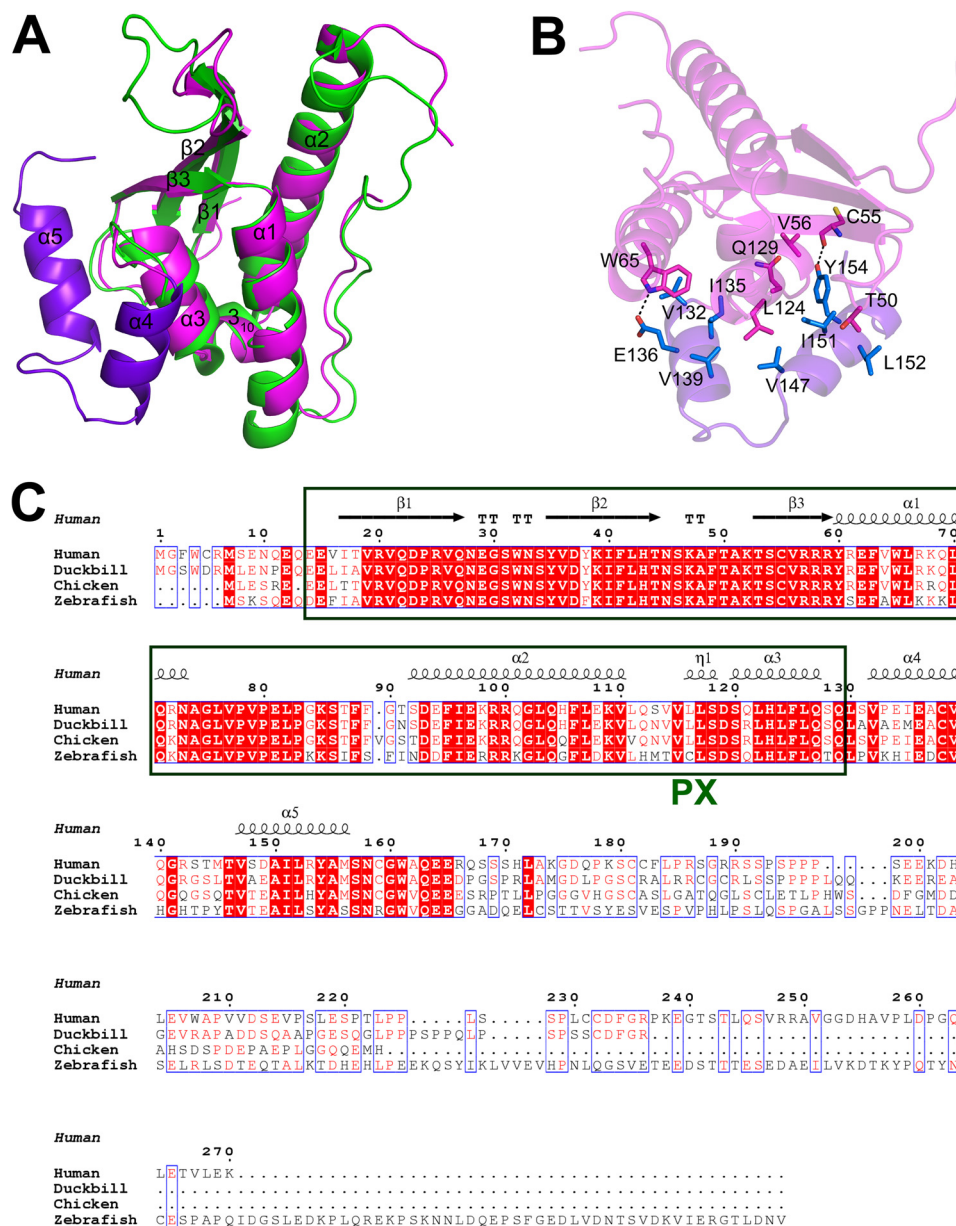 A
B
α2
β2
β3
β1
α1
α5
α4
α3
3₁₀
C55
V56
Q129
W65
Y154
I135
V132
L124
T50
I151
E136
L152
V139
V147
C
β1 TT TT β2 TT β3 α1
Human
1 10 20 30 40 50 60 70
Human MGFWCRMSENQEQEEVITVRVQDPRVQNEGSWNSYVDYKIFLHTNSKAFTAKTSCVRRRYREFVWLRKQL
Duckbill MGSWDRMLENPEQEELIAVRVQDPRVQNEGSWNSYVDYKIFLHTNSKAFTAKTSCVRRRYREFVWLRKQL
Chicken ......MLESRE.EELTTVRVQDPRVQNEGSWNSYVDYKIFLHTNSKAFTAKTSCVRRRYREFVWLRRQL
Zebrafish ......MSKSQEQDEFIAVRVQDPRVQNEGSWNSYVDFKIFLHTNSKAFTAKTSCVRRRYSEFAWLKKKL
α2 η1 α3 α4
Human
80 90 100 110 120 130
Human QRNAGLVPVPELPGKSTFF.GTSDEFIEKRRQGLQHFLEKVLQSVVLLSDSQLHLFLQSQLSVPEIEACV
Duckbill QKNAGLVPVPELPGKSTFF.GNSDEFIEKRRQGLQHFLEKVLQNVVLLSDSQLHLFLQSQLAVAEMEACV
Chicken QKNAGLVPVPELPGKSTFFVGSTDEFIEKRRQGLQQFLEKVVQNVVLLSDSQLHLFLQSQLSVPEIEACV
Zebrafish QKNAGLVPVPELPKKSIFS.FINDDFIERRRKGLQGFLDKVLHMTVCLSDSQLHLFLQTQLPVKHIEDCV
PX
α5
Human
140 150 160 170 180 190 200
Human QGRSTMTVSDAILRYAMSNCGWAQEERQSSSHLAKGDQPKSCCFLPRSGRRSSPSPPP..S...SEEKDH
Duckbill QGRGSLTVAEAILRYAMSNCGWAQEEDPGSPRLAMGDLPGSCRALRRCGCRLSSPPPPLQQ...KEEREA
Chicken QGQGSQTVTEAILHYAMSNCGWAQEESRPTLLPGGGVHGSCASLGATQGLSCLETLPHWS...DFGMDD
Zebrafish HGHTPYTVTEAILSYASSNRGWVQEEGGADQELCSTTVSYESVESPVPHLPSLQSPGALSSGPPNELTDA
Human
210 220 230 240 250 260
Human LEVWAPVVDSEVPSLESPTLPP....LS......SPLCCDFGRPKEGTSTLQSVRRAVGGDHAVPLDPGQ
Duckbill GEVRAPADDSQAAPGESQGLPPPSPPQLP.....SPSSCDFGR...........................
Chicken AHSDSPDEPAEPLGGQQEMH..................................................
Zebrafish SELRLSDTEQTALKTDHEHLPEEKQSYIKLVVEVHPNLQGSVETEEDSTTTESEDAEILVKDTKYPQTYN
Human
270
Human LETVLEK................................................
Duckbill .......................................................
Chicken .......................................................
Zebrafish CESPAPQIDGSLEDKPLQREKPSKNNLDQEPSFGEDLVDNTSVDKVIERGTLDNV